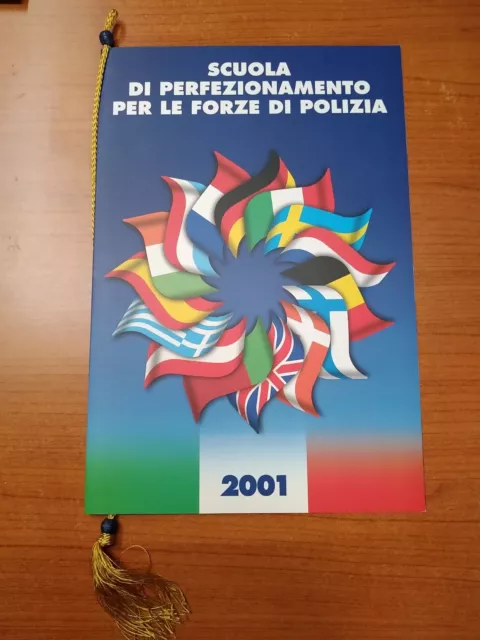 SCUOLA
DI PERFEZIONAMENTO
PER LE FORZE DI POLIZIA
2001